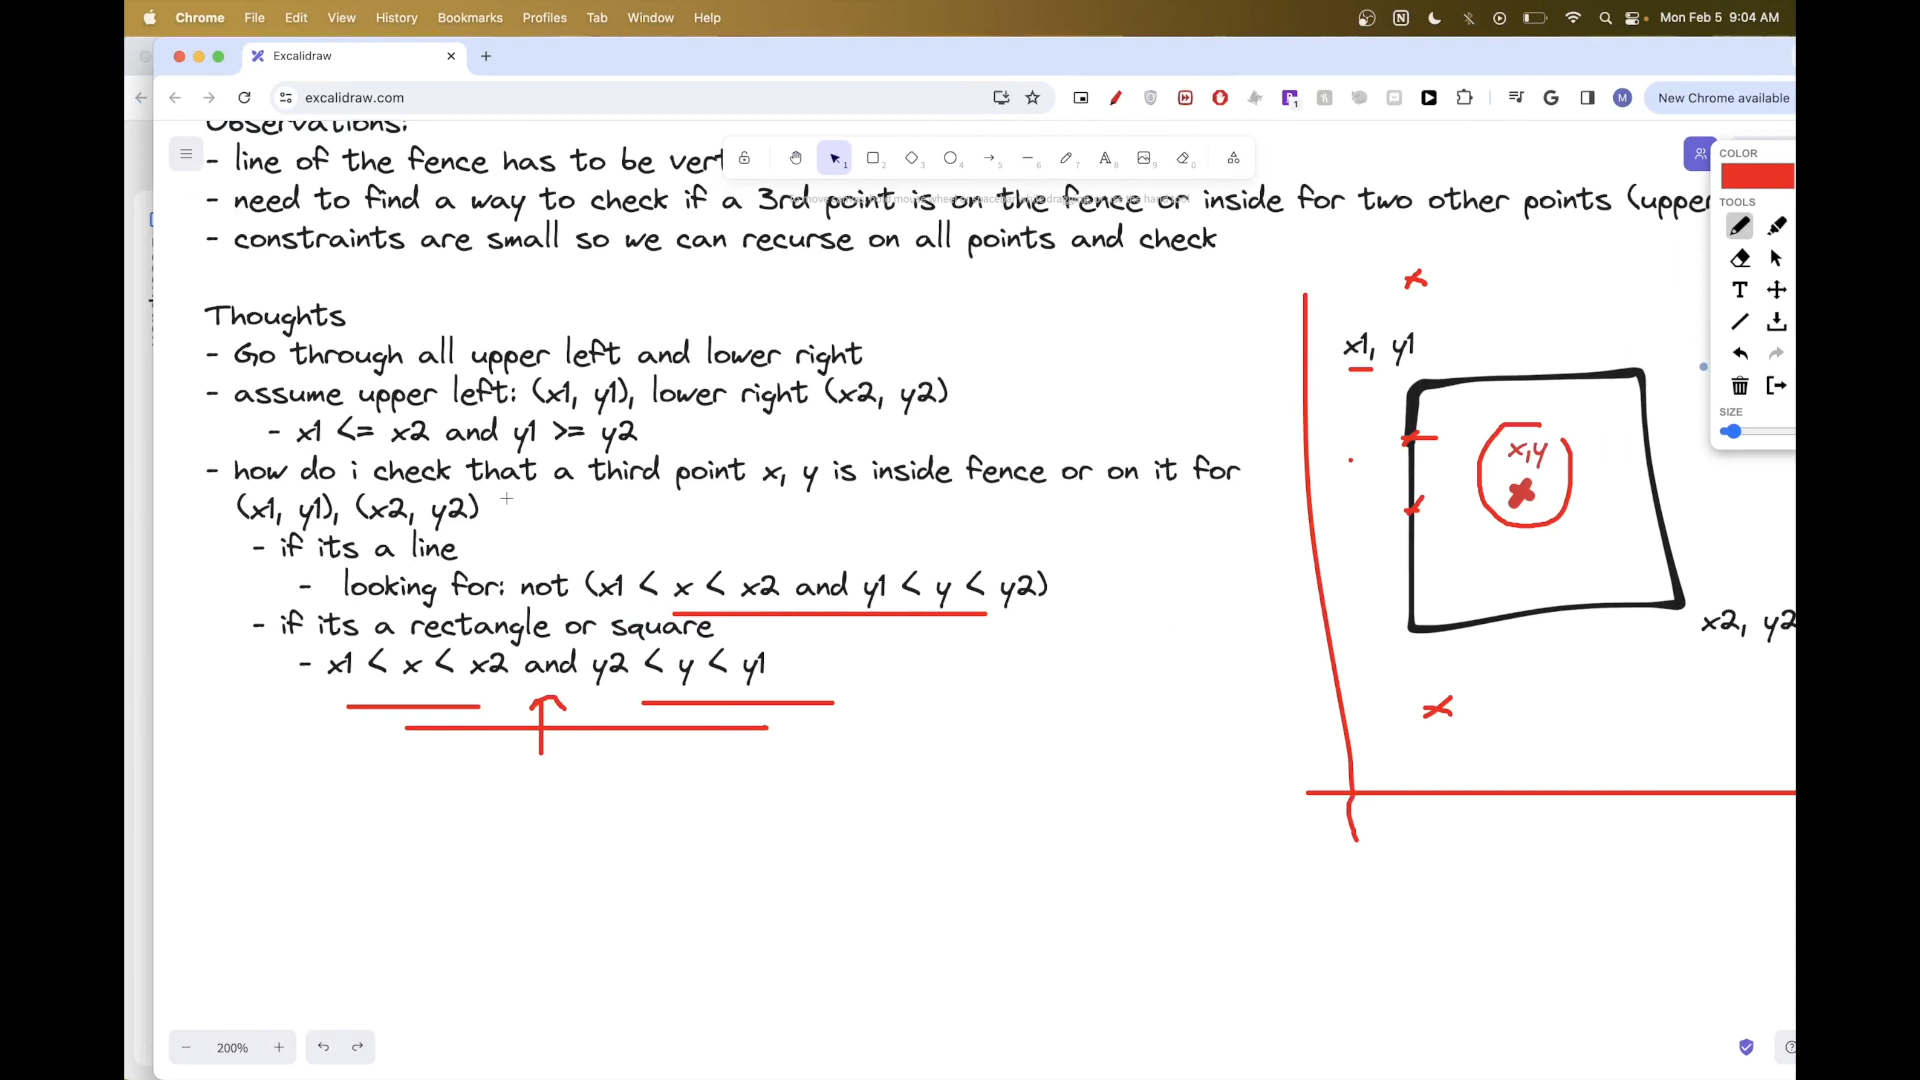 Chrome File Edit View History Bookmarks Profiles Tab Window Help Mon Feb 5 9:04 AM
Excalidraw
excalidraw.com New Chrome available
Observations:
- line of the fence has to be vert
- need to find a way to check if a 3rd point is on the fence or inside for two other points (upper
- constraints are small so we can recurse on all points and check
Thoughts
- Go through all upper left and lower right
- assume upper left: (x1, y1), lower right (x2, y2)
- x1 <= x2 and y1 >= y2
- how do i check that a third point x, y is inside fence or on it for
(x1, y1), (x2, y2)
- if its a line
- looking for: not (x1 < x < x2 and y1 < y < y2)
- if its a rectangle or square
- x1 < x < x2 and y2 < y < y1
x1, y1
x,y
x2, y2
COLOR
TOOLS
T
SIZE
200%